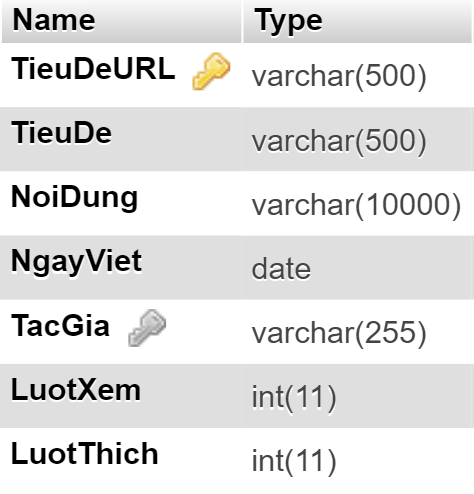 Name Type
TieuDeURL varchar(500)
TieuDe varchar(500)
NoiDung varchar(10000)
NgayViet date
TacGia varchar(255)
LuotXem int(11)
LuotThich int(11)